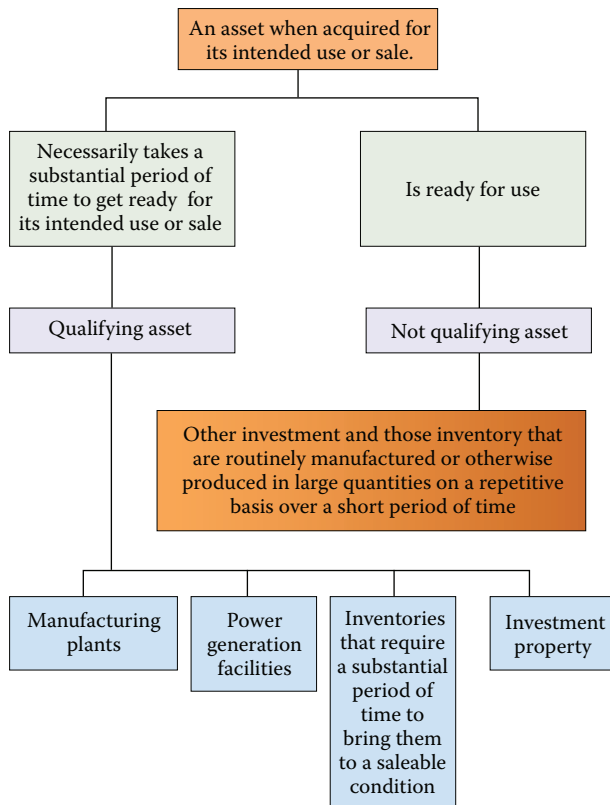 An asset when acquired for
its intended use or sale.
Necessarily takes a
substantial period of
time to get ready for
its intended use or sale
Is ready for use
Qualifying asset
Not qualifying asset
Other investment and those inventory that
are routinely manufactured or otherwise
produced in large quantities on a repetitive
basis over a short period of time
Manufacturing
plants
Power
generation
facilities
Inventories
that require
a substantial
period of
time to
bring them
to a saleable
condition
Investment
property